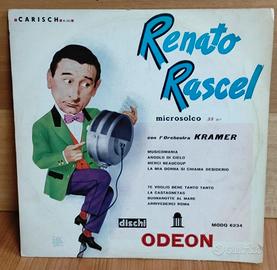 CARISCH
Renato
Rascel
microsolco 33
con l'Orchestra KRAMER
MUSICOMANIA
ANGOLO DI CIELO
MERCI BEAUCOUP
LA MIA DONNA SI CHIAMA DESIDERIO
TE VOGLIO BENE TANTO TANTO
LA CASTAGNETAS
BUONANOTTE AL MARE
ARRIVEDERCI ROMA
dischi
ODEON
MODQ 6234